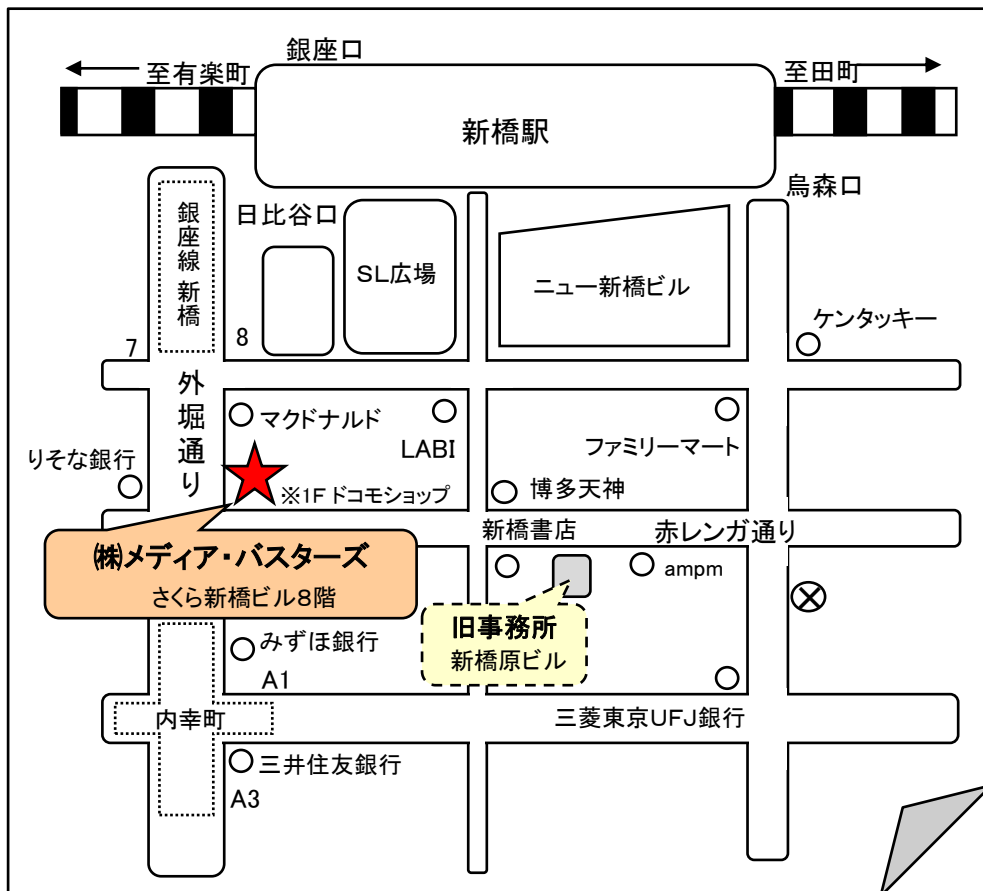 銀座口
至有楽町
至田町
新橋駅
烏森口
銀座線 新橋
日比谷口
SL広場
ニュー新橋ビル
ケンタッキー
7
8
外堀通り
マクドナルド
LABI
ファミリーマート
りそな銀行
※1F ドコモショップ
博多天神
新橋書店
赤レンガ通り
㈱メディア・バスターズ
さくら新橋ビル8階
ampm
旧事務所
新橋原ビル
みずほ銀行
A1
内幸町
三菱東京UFJ銀行
三井住友銀行
A3